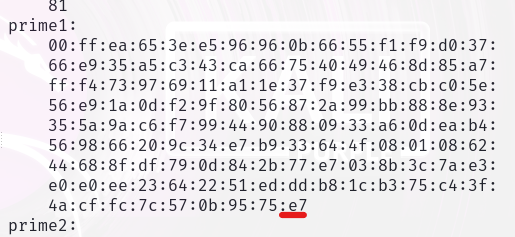 81
prime1:
00:ff:ea:65:3e:e5:96:96:0b:66:55:f1:f9:d0:37:
66:e9:35:a5:c3:43:ca:66:75:40:49:46:8d:85:a7:
ff:f4:73:97:69:11:a1:1e:37:f9:e3:38:cb:c0:5e:
56:e9:1a:0d:f2:9f:80:56:87:2a:99:bb:88:8e:93:
35:5a:9a:c6:f7:99:44:90:88:09:33:a6:0d:ea:b4:
56:98:66:20:9c:34:e7:b9:33:64:4f:08:01:08:62:
44:68:8f:df:79:0d:84:2b:77:e7:03:8b:3c:7a:e3:
e0:e0:ee:23:64:22:51:ed:dd:b8:1c:b3:75:c4:3f:
4a:cf:fc:7c:57:0b:95:75:e7
prime2: